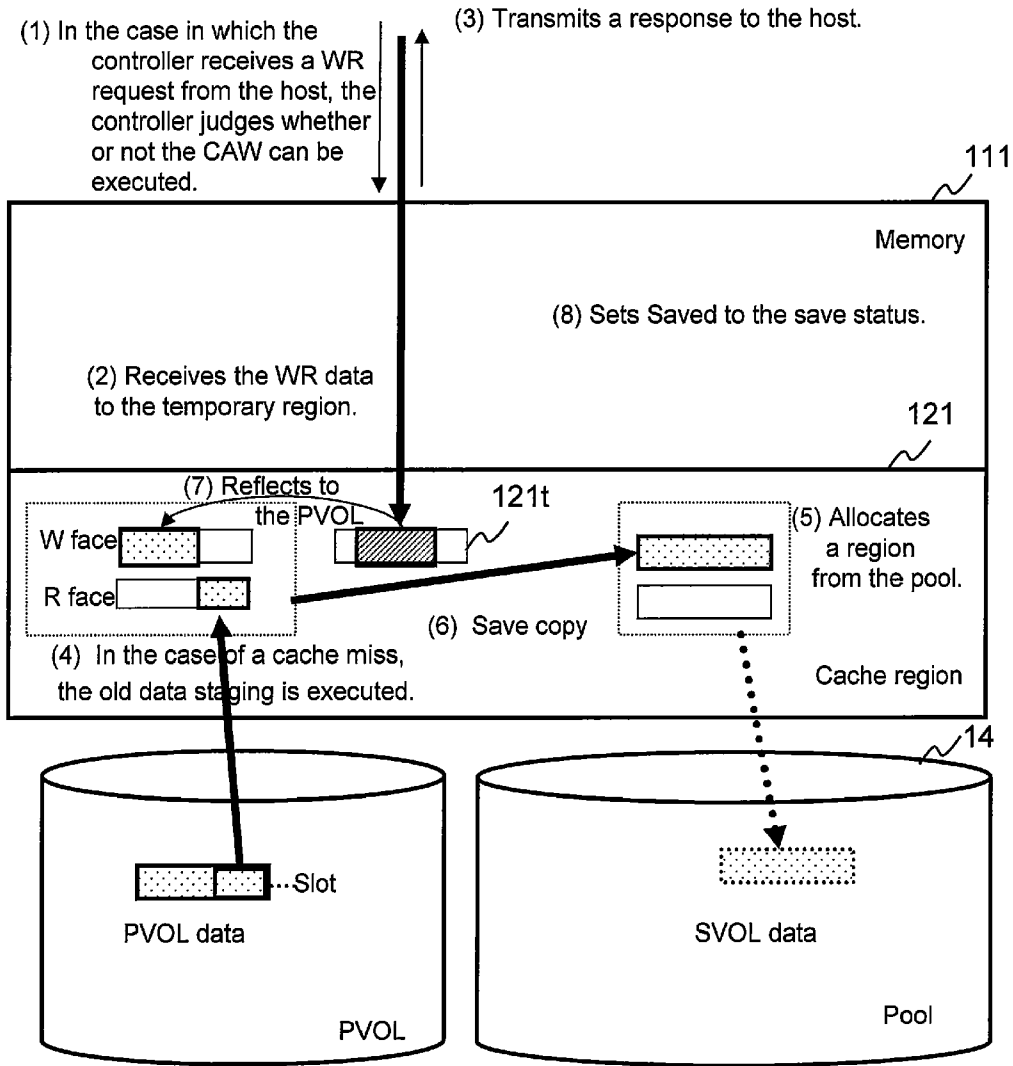 (1) In the case in which the
controller receives a WR
request from the host, the
controller judges whether
or not the CAW can be
executed.
(3) Transmits a response to the host.
111
Memory
(8) Sets Saved to the save status.
(2) Receives the WR data
to the temporary region.
121
(7) Reflects to
the PVOL
121t
W face
R face
(5) Allocates
a region
from the pool.
(6) Save copy
(4) In the case of a cache miss,
the old data staging is executed.
Cache region
14
Slot
PVOL data
SVOL data
PVOL
Pool